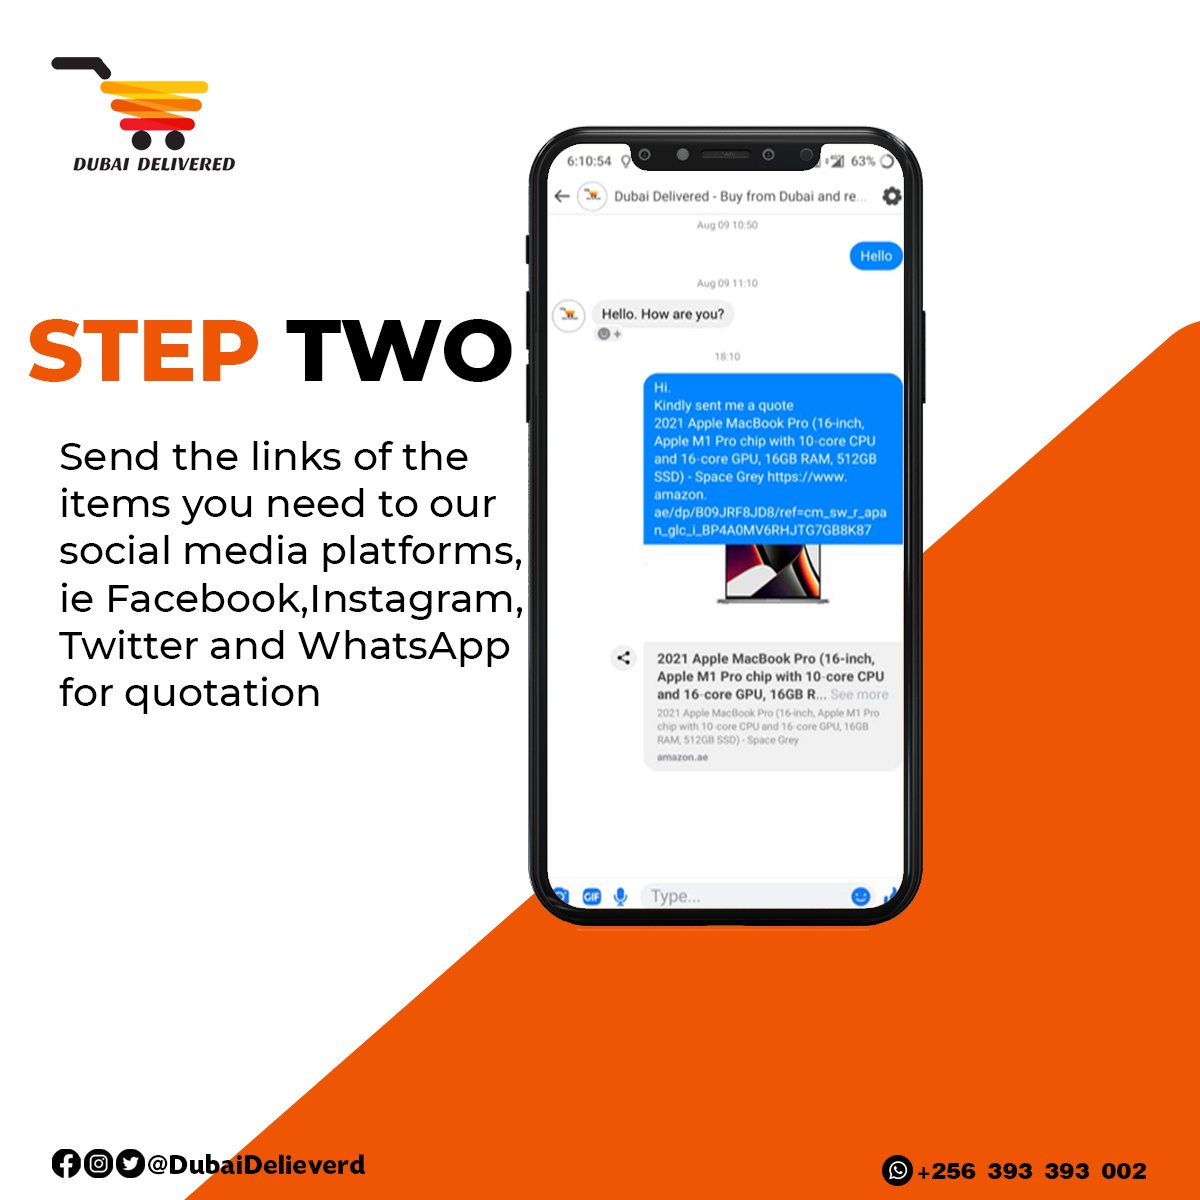 DUBAI DELIVERED
STEP TWO
Send the links of the
items you need to our
social media platforms,
ie Facebook,Instagram,
Twitter and WhatsApp
for quotation
6:10:54
4G
63%
Dubai Delivered - Buy from Dubai and re...
Aug 09 10:50
Hello
Aug 09 11:10
Hello. How are you?
18:10
Hi.
Kindly sent me a quote
2021 Apple MacBook Pro (16-inch,
Apple M1 Pro chip with 10-core CPU
and 16-core GPU, 16GB RAM, 512GB
SSD) - Space Grey https://www.
amazon.
ae/dp/B09JRF8JD8/ref=cm_sw_r_apa
n_glc_i_BP4A0MV6RHJTG7GB8K87
2021 Apple MacBook Pro (16-inch,
Apple M1 Pro chip with 10-core CPU
and 16-core GPU, 16GB R... See more
2021 Apple MacBook Pro (16-inch, Apple M1 Pro
chip with 10-core CPU and 16-core GPU, 16GB
RAM, 512GB SSD) - Space Grey
amazon.ae
GIF
Type...
@DubaiDelieverd
+256 393 393 002